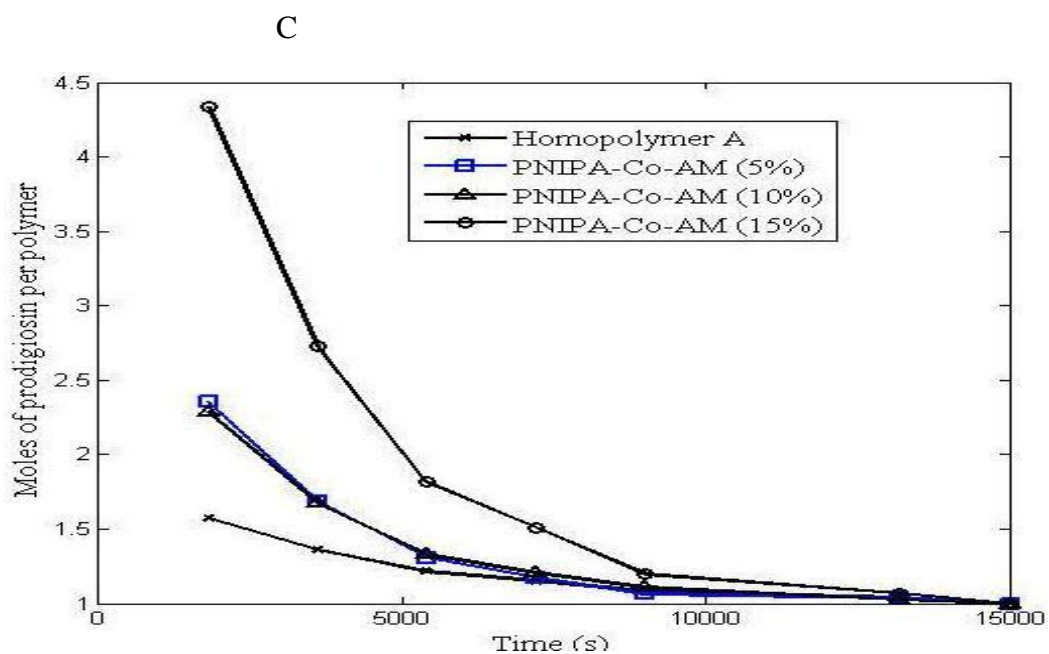 C
4.5
4
3.5
3
2.5
2
1.5
1
Moles of prodigiosin per polymer
Homopolymer A
PNIPA-Co-AM (5%)
PNIPA-Co-AM (10%)
PNIPA-Co-AM (15%)
0 5000 10000 15000
Time (s)